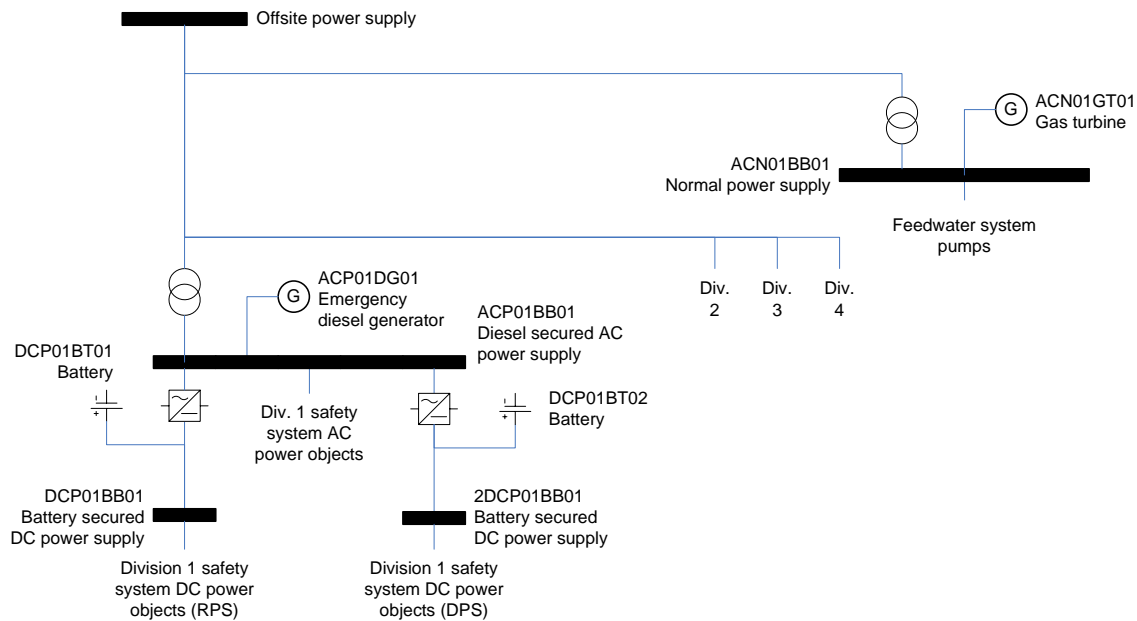 Offsite power supply
ACN01GT01
Gas turbine
G
ACN01BB01
Normal power supply
Feedwater system
pumps
ACP01DG01
Emergency
diesel generator
G
Div.
2
Div.
3
Div.
4
ACP01BB01
Diesel secured AC
power supply
DCP01BT01
Battery
DCP01BT02
Battery
Div. 1 safety
system AC
power objects
DCP01BB01
Battery secured
DC power supply
2DCP01BB01
Battery secured
DC power supply
Division 1 safety
system DC power
objects (RPS)
Division 1 safety
system DC power
objects (DPS)